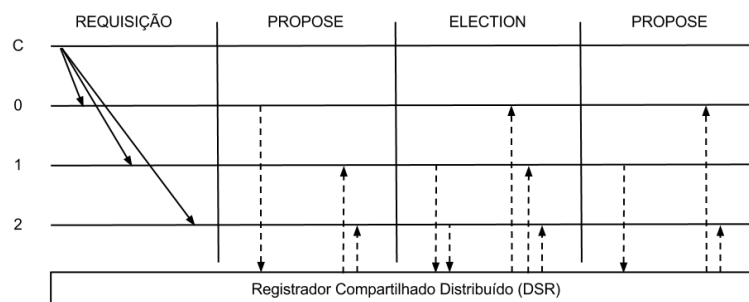 REQUISIÇÃO PROPOSE ELECTION PROPOSE
C
0
1
2
Registrador Compartilhado Distribuído (DSR)